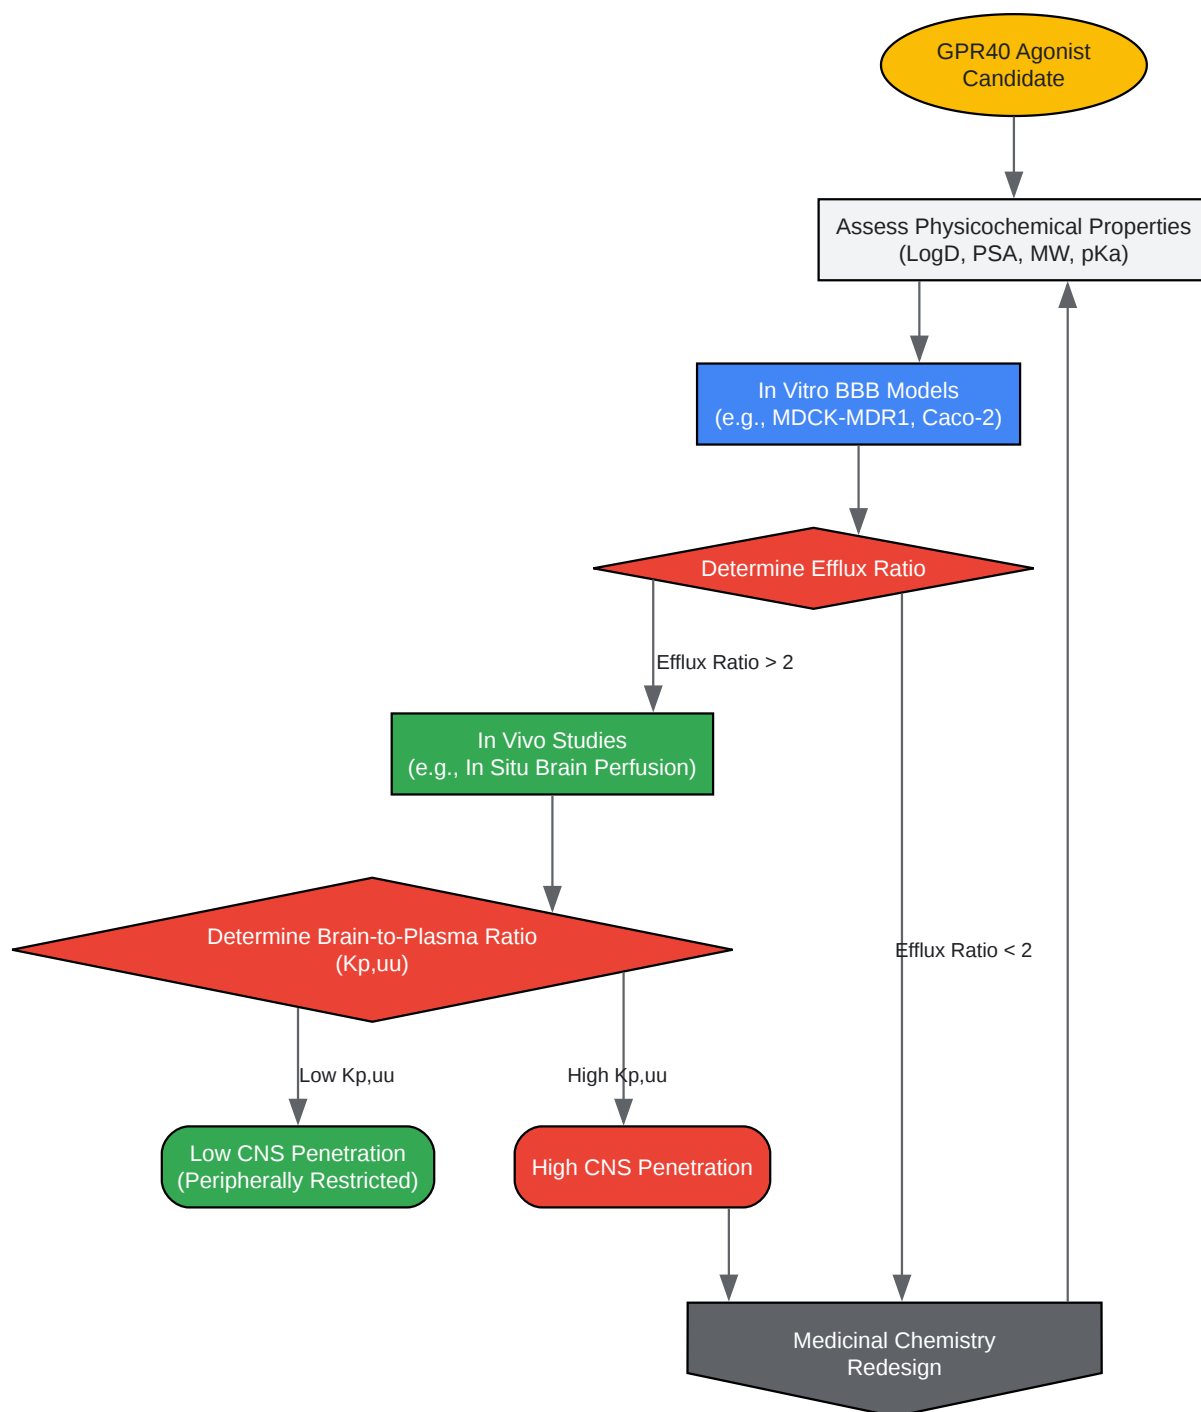 GPR40 Agonist
Candidate
Assess Physicochemical Properties
(LogD, PSA, MW, pKa)
In Vitro BBB Models
(e.g., MDCK-MDR1, Caco-2)
Determine Efflux Ratio
Efflux Ratio > 2
In Vivo Studies
(e.g., In Situ Brain Perfusion)
Determine Brain-to-Plasma Ratio
(Kp,uu)
Efflux Ratio < 2
Low Kp,uu
High Kp,uu
Low CNS Penetration
(Peripherally Restricted)
High CNS Penetration
Medicinal Chemistry
Redesign